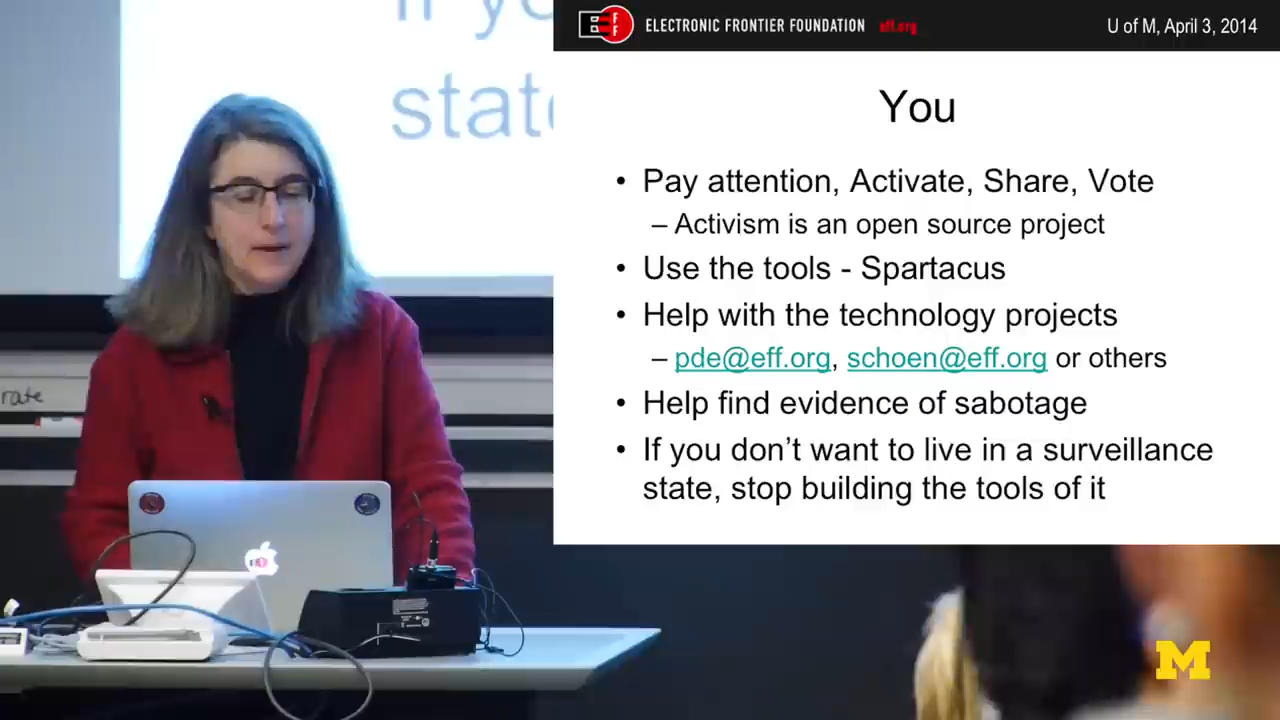 If yo
state
rate
ELECTRONIC FRONTIER FOUNDATION eff.org
U of M, April 3, 2014
You
• Pay attention, Activate, Share, Vote
– Activism is an open source project
• Use the tools - Spartacus
• Help with the technology projects
– pde@eff.org, schoen@eff.org or others
• Help find evidence of sabotage
• If you don’t want to live in a surveillance
state, stop building the tools of it
M